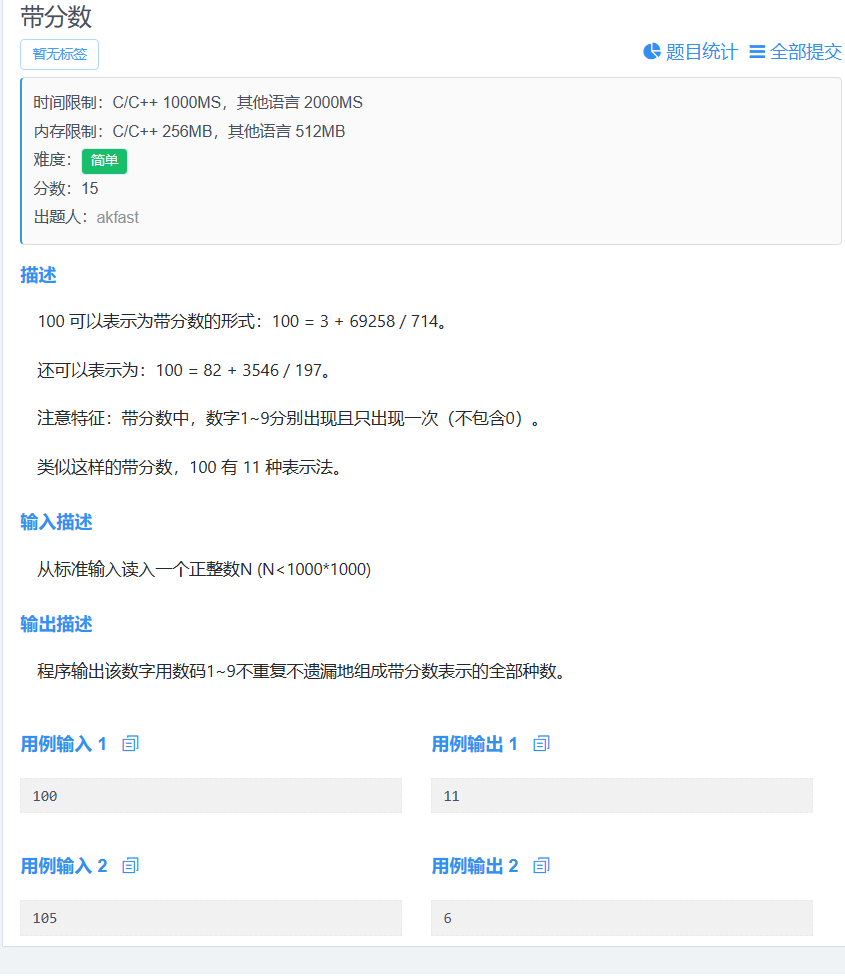 带分数
暂无标签
题目统计 全部提交
时间限制：C/C++ 1000MS，其他语言 2000MS
内存限制：C/C++ 256MB，其他语言 512MB
难度： 简单
分数：15
出题人：akfast
描述
100 可以表示为带分数的形式：100 = 3 + 69258 / 714。
还可以表示为：100 = 82 + 3546 / 197。
注意特征：带分数中，数字1~9分别出现且只出现一次（不包含0）。
类似这样的带分数，100 有 11 种表示法。
输入描述
从标准输入读入一个正整数N (N<1000*1000)
输出描述
程序输出该数字用数码1~9不重复不遗漏地组成带分数表示的全部种数。
用例输入 1 用例输出 1
100 11
用例输入 2 用例输出 2
105 6